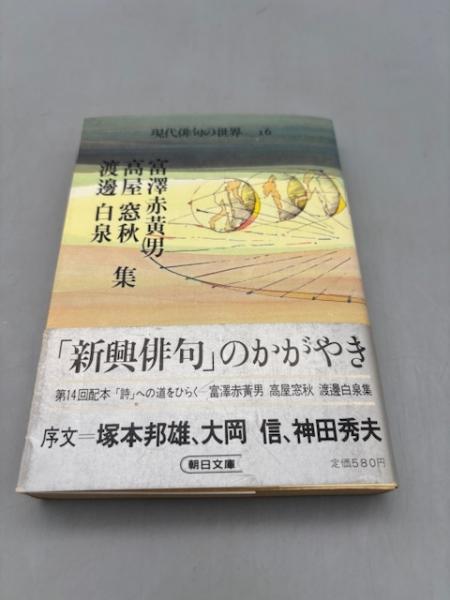 現代俳句の世界 16
富澤赤黃男
高屋窓秋
渡邊白泉 集
「新興俳句」のかがやき
第14回配本 「詩」への道をひらく─富澤赤黃男 高屋窓秋 渡邊白泉集
序文=塚本邦雄、大岡 信、神田秀夫
朝日文庫
定価580円